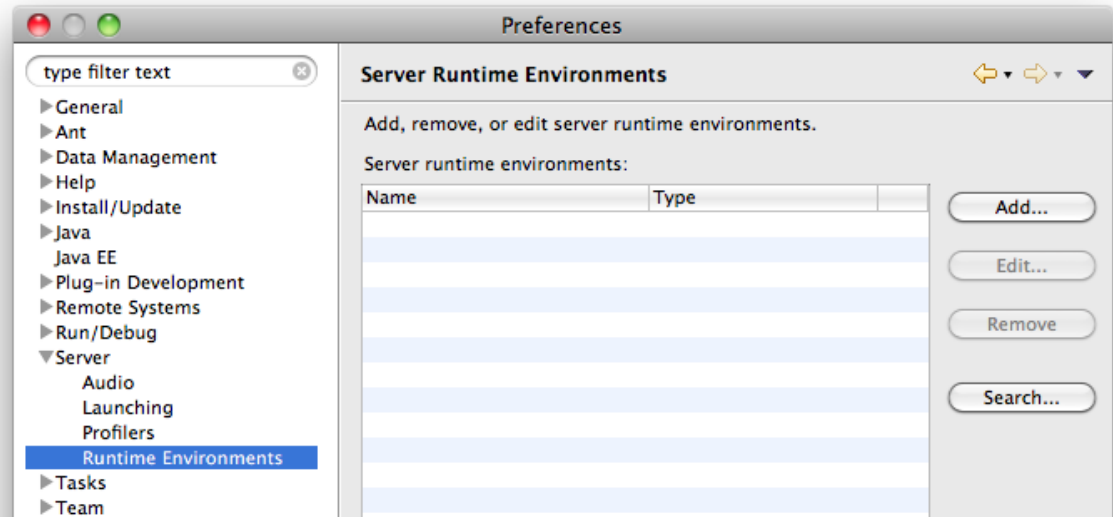 Preferences
type filter text
General
Ant
Data Management
Help
Install/Update
Java
Java EE
Plug-in Development
Remote Systems
Run/Debug
Server
Audio
Launching
Profilers
Runtime Environments
Tasks
Team
Server Runtime Environments
Add, remove, or edit server runtime environments.
Server runtime environments:
Name Type
Add...
Edit...
Remove
Search...